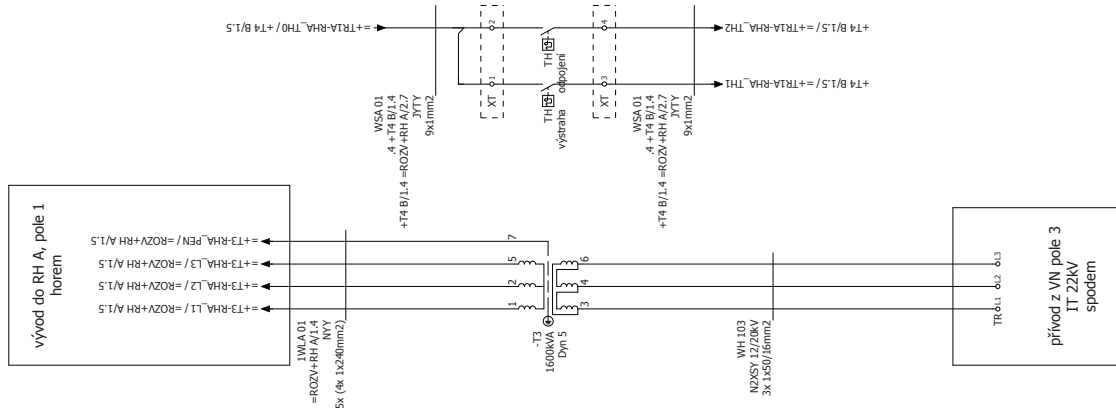 =+TR1A-RHA_TH0 / +T4 B/1.5
+T4 B/1.5 / =+TR1A-RHA_TH2
+T4 B/1.5 / =+TR1A-RHA_TH1
WSA 01
.4 +T4 B/1.4
+T4 B/1.4 =ROZV+RH A/2.7
JYTY
9x1mm2
XT
2
1
TH
odpojení
TH
výstraha
XT
4
3
WSA 01
.4 +T4 B/1.4
+T4 B/1.4 =ROZV+RH A/2.7
JYTY
9x1mm2
vývod do RH A, pole 1
horem
=+T3-RHA_PEN / =ROZV+RH A/1.5
=+T3-RHA_L3 / =ROZV+RH A/1.5
=+T3-RHA_L2 / =ROZV+RH A/1.5
=+T3-RHA_L1 / =ROZV+RH A/1.5
1WLA 01
=ROZV+RH A/1.4
NYY
5x (4x 1x240mm2)
7
5
2
1
6
4
3
-T3
1600kVA
Dyn 5
WH 103
N2XSY 12/20kV
3x 1x50/16mm2
TR
L1
L2
L3
přívod z VN pole 3
IT 22kV
spodem